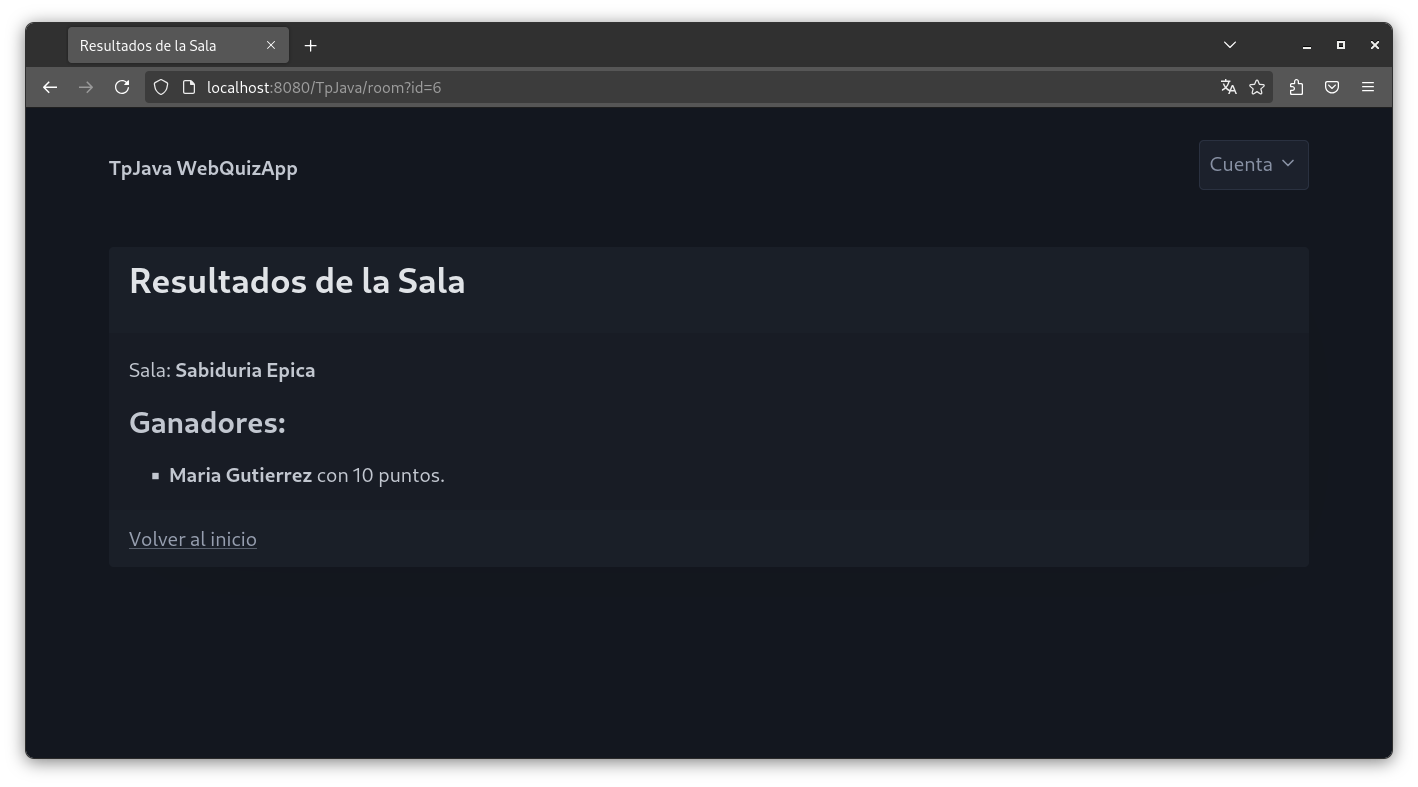 Resultados de la Sala
localhost:8080/TpJava/room?id=6
TpJava WebQuizApp
Cuenta
Resultados de la Sala
Sala: Sabiduria Epica
Ganadores:
Maria Gutierrez con 10 puntos.
Volver al inicio